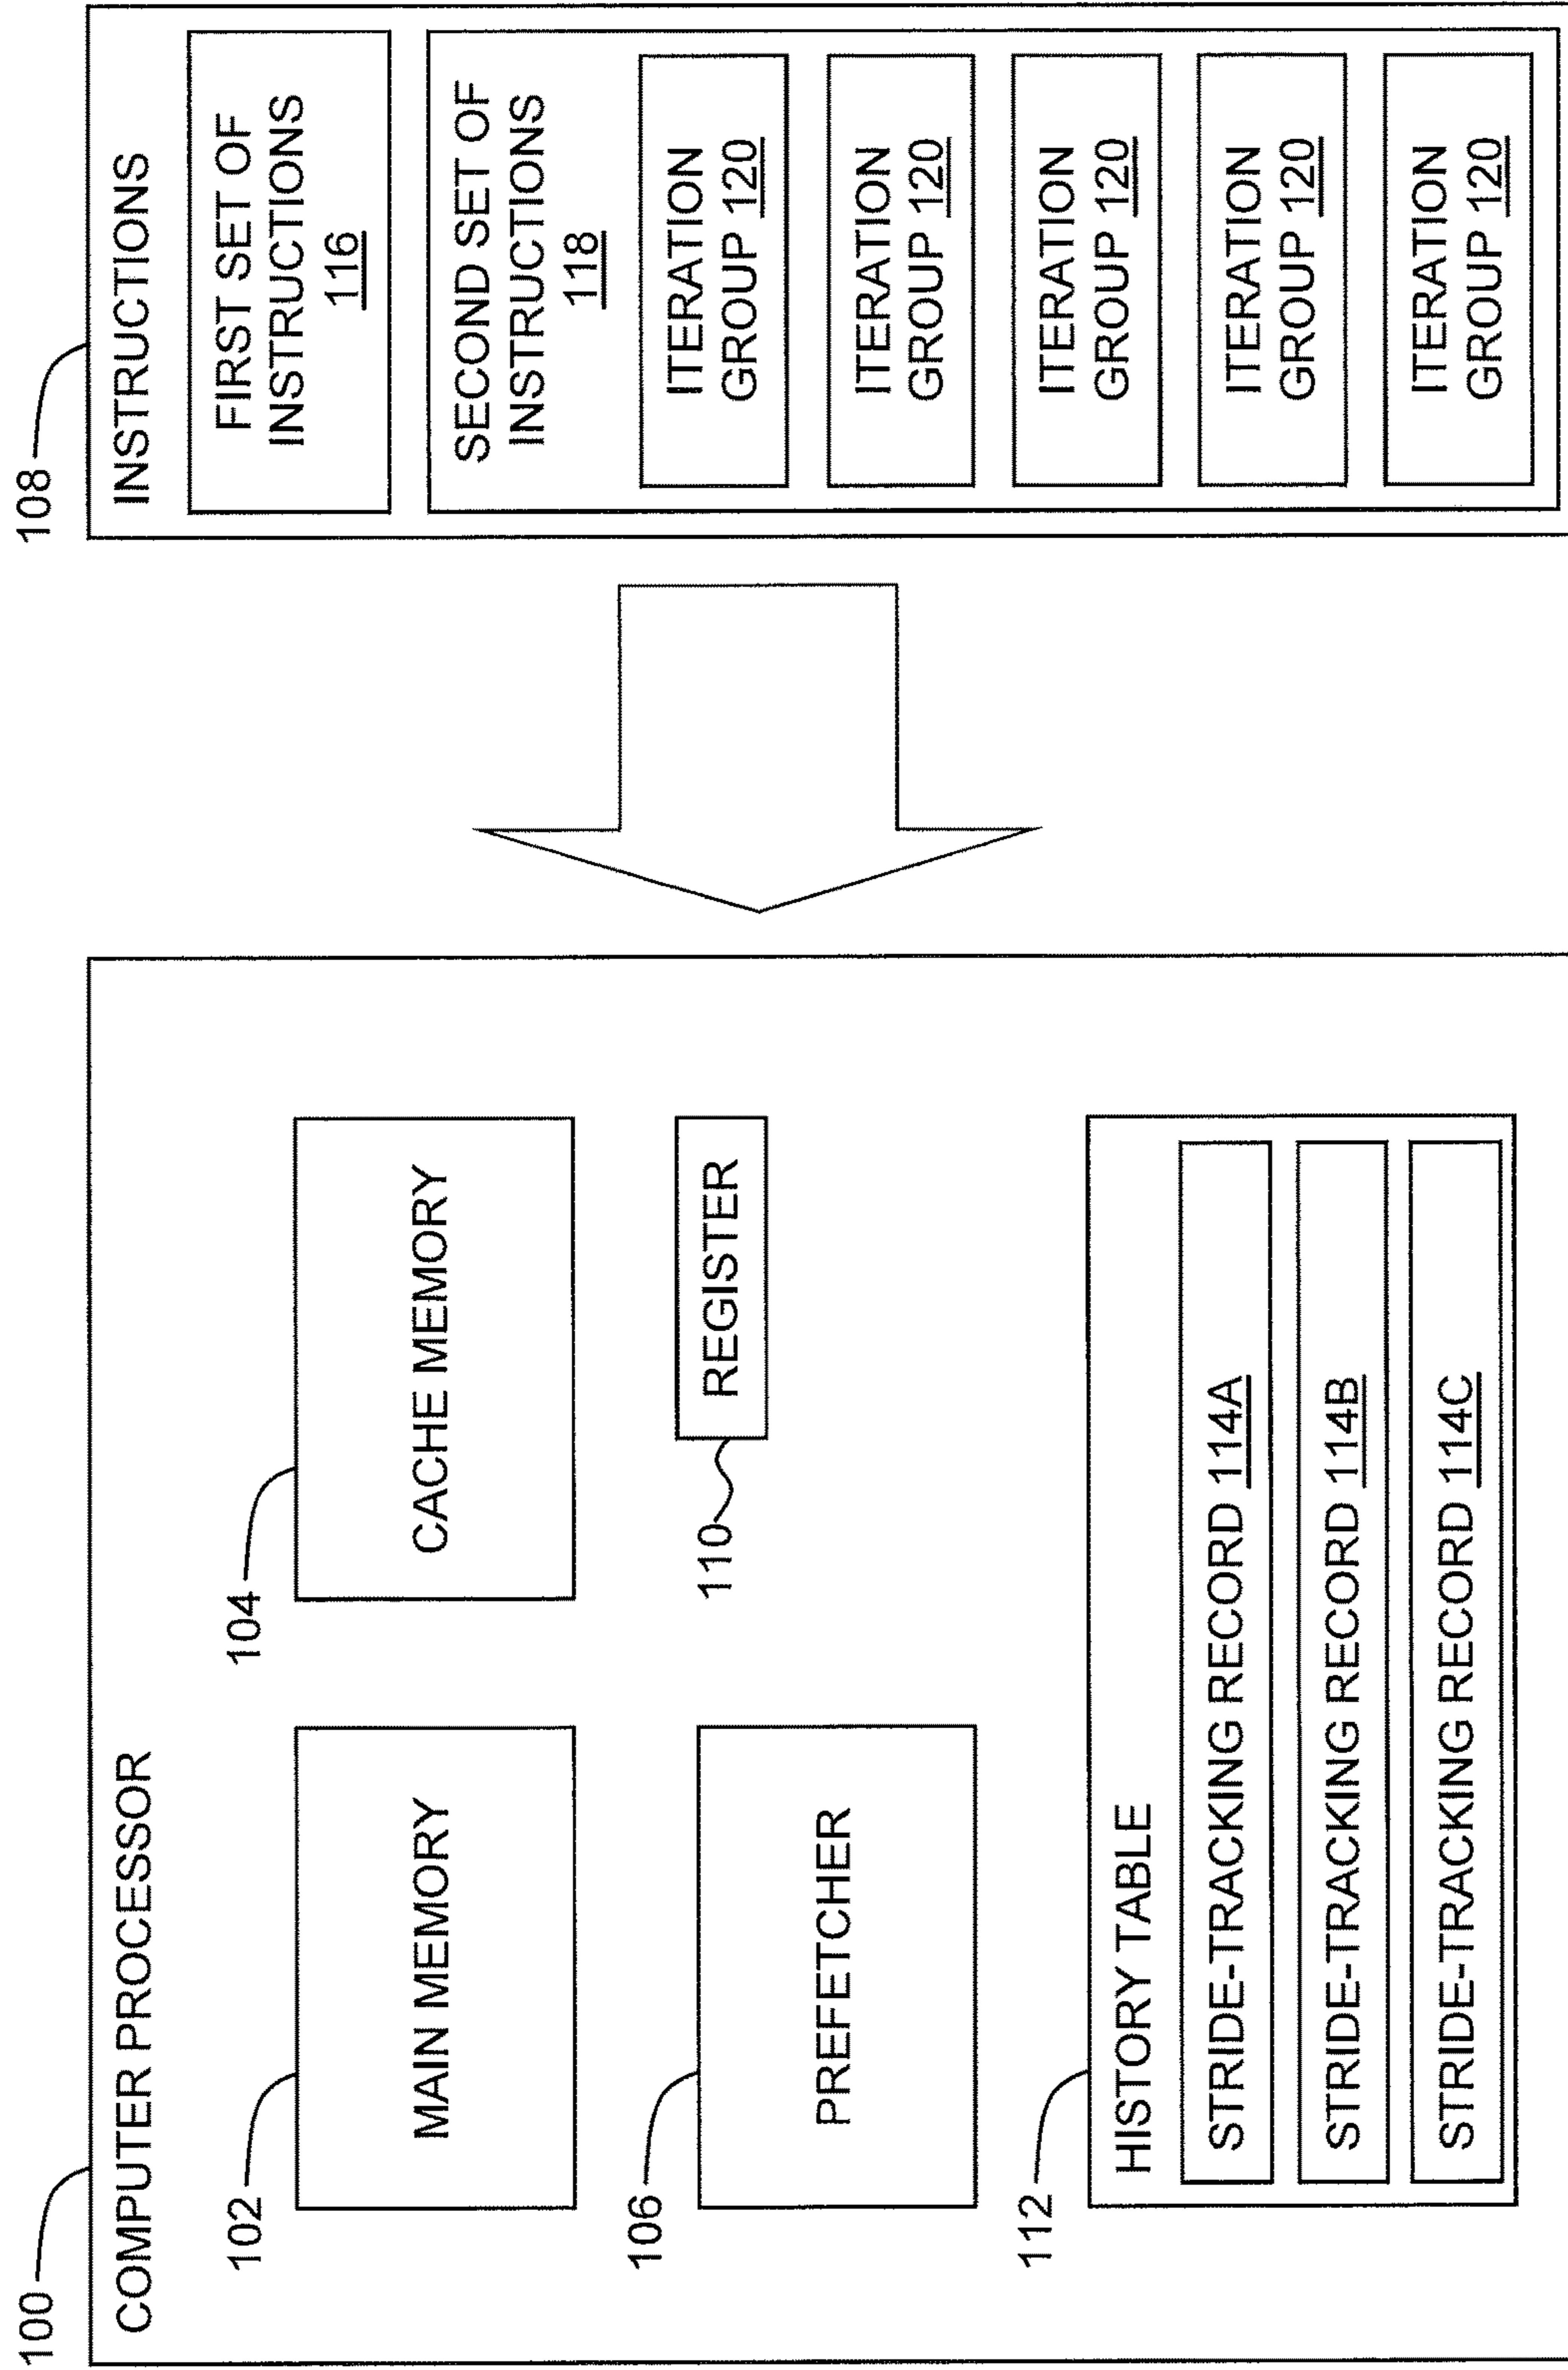 100
COMPUTER PROCESSOR
102
MAIN MEMORY
104
CACHE MEMORY
106
PREFETCHER
110
REGISTER
112
HISTORY TABLE
STRIDE-TRACKING RECORD 114A
STRIDE-TRACKING RECORD 114B
STRIDE-TRACKING RECORD 114C
108
INSTRUCTIONS
FIRST SET OF
INSTRUCTIONS
116
SECOND SET OF
INSTRUCTIONS
118
ITERATION
GROUP 120
ITERATION
GROUP 120
ITERATION
GROUP 120
ITERATION
GROUP 120
ITERATION
GROUP 120